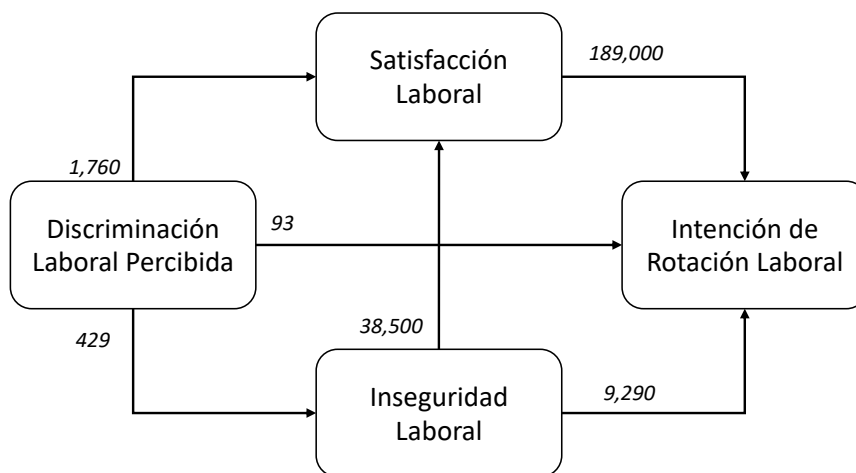 Satisfacción
Laboral
189,000
1,760
Discriminación
Laboral Percibida
93
Intención de
Rotación Laboral
429
38,500
Inseguridad
Laboral
9,290